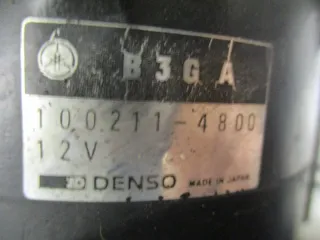 B3GA
100211-4800
12V
DENSO MADE IN JAPAN